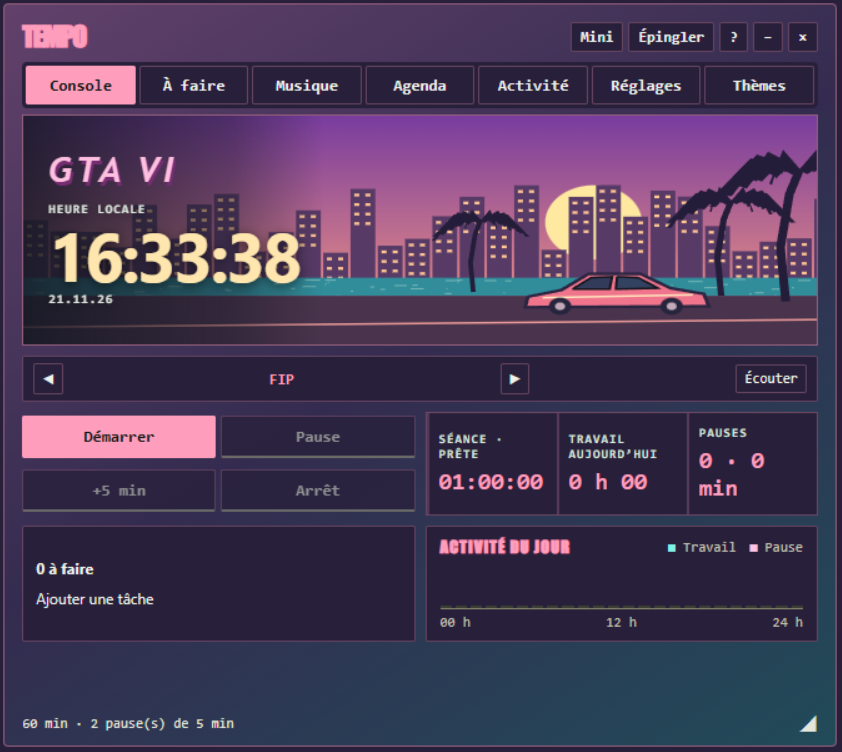 TEMPO
Mini Épingler ? – ×
Console À faire Musique Agenda Activité Réglages Thèmes
GTA VI
HEURE LOCALE
16:33:38
21.11.26
◀ FIP ▶ Écouter
Démarrer Pause
+5 min Arrêt
SÉANCE ·
PRÊTE
01:00:00
TRAVAIL
AUJOURD’HUI
0 h 00
PAUSES
0 · 0
min
0 à faire
Ajouter une tâche
ACTIVITÉ DU JOUR
Travail Pause
00 h 12 h 24 h
60 min · 2 pause(s) de 5 min